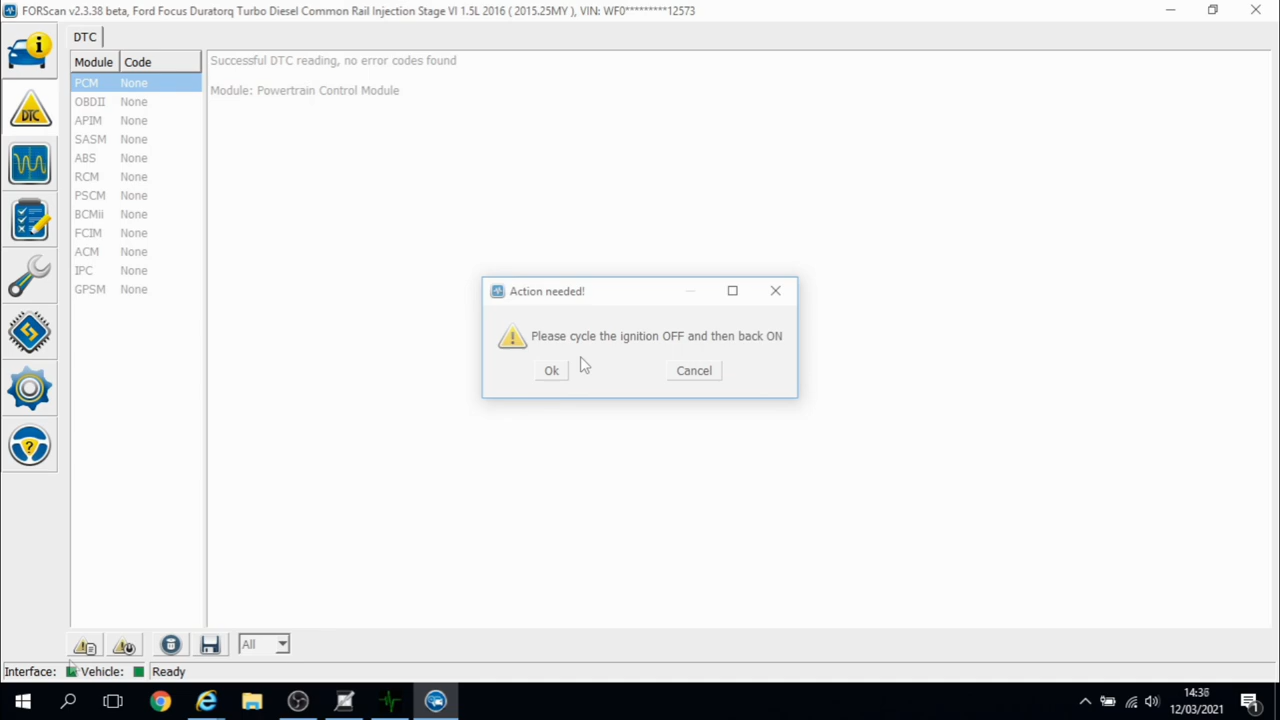 FORScan v2.3.38 beta, Ford Focus Duratorq Turbo Diesel Common Rail Injection Stage VI 1.5L 2016 ( 2015.25MY ), VIN: WF0*********12573
DTC
Module Code
PCM None
OBDII None
APIM None
SASM None
ABS None
RCM None
PSCM None
BCMii None
FCIM None
ACM None
IPC None
GPSM None
Successful DTC reading, no error codes found
Module: Powertrain Control Module
DTC
Action needed!
Please cycle the ignition OFF and then back ON
Ok Cancel
All
Interface: Vehicle: Ready
14:36
12/03/2021
1